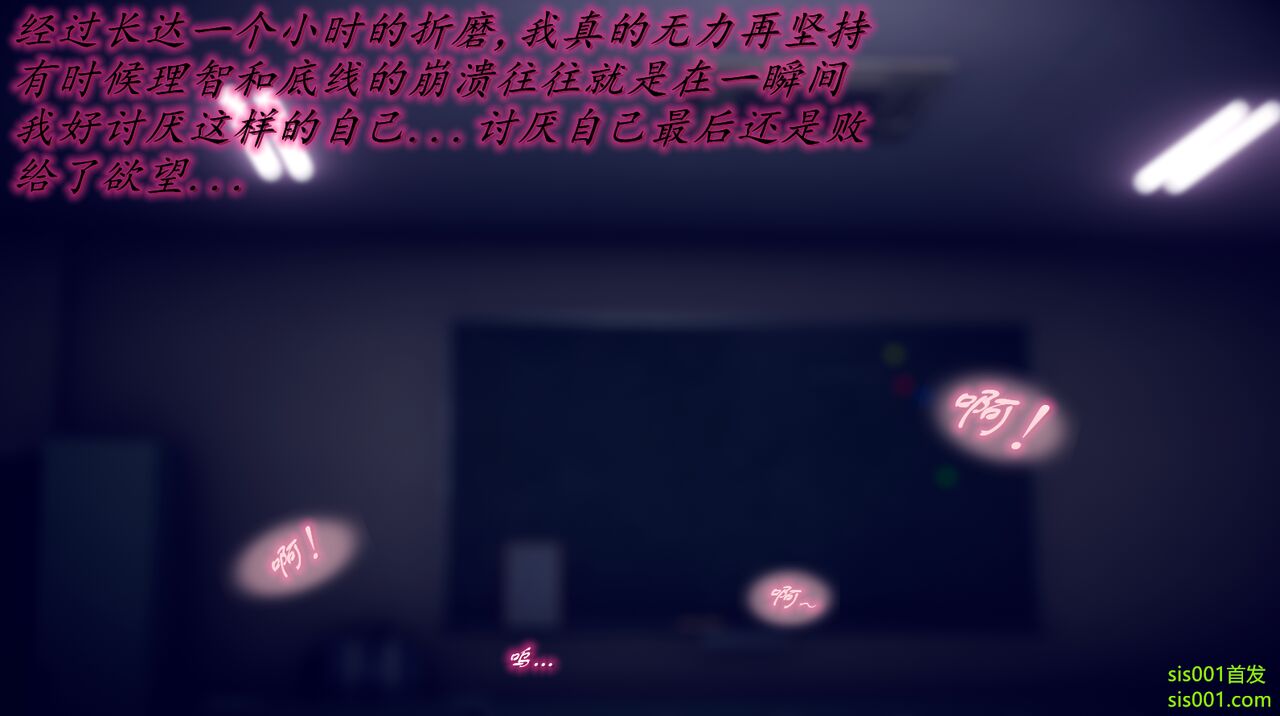 经过长达一个小时的折磨,我真的无力再坚持
有时候理智和底线的崩溃往往就是在一瞬间
我好讨厌这样的自己...讨厌自己最后还是败
给了欲望...
啊!
啊!
啊~
呜...
sis001首发
sis001.com